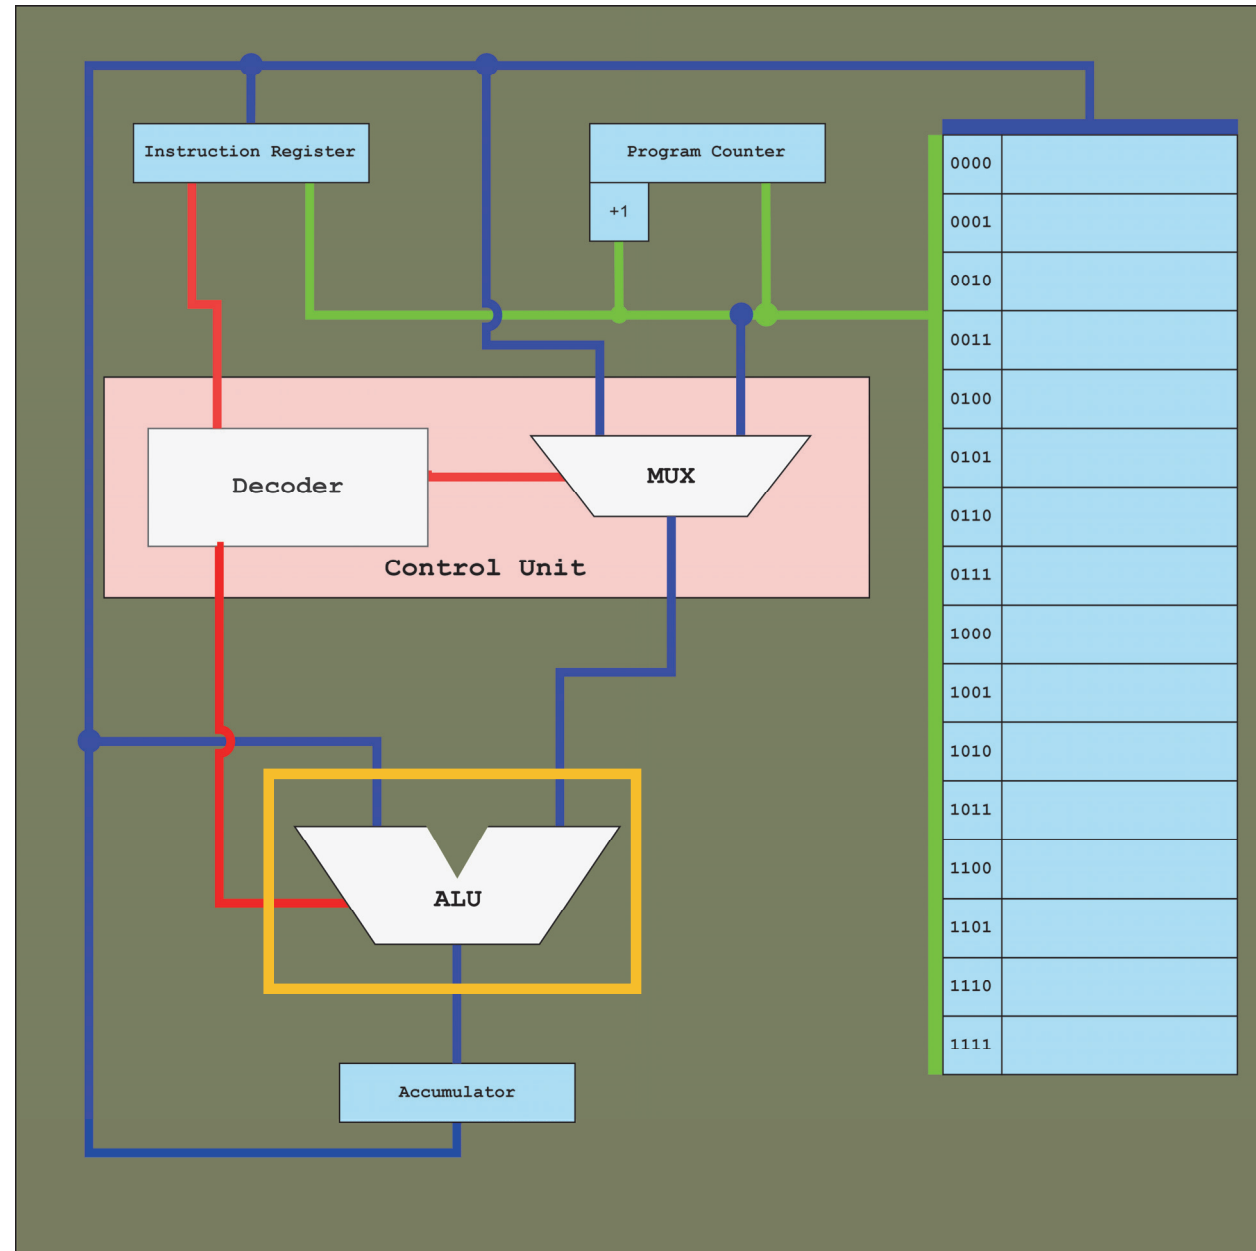 Instruction Register
Program Counter
+1
0000
0001
0010
0011
0100
0101
0110
0111
1000
1001
1010
1011
1100
1101
1110
1111
Decoder
MUX
Control Unit
ALU
Accumulator